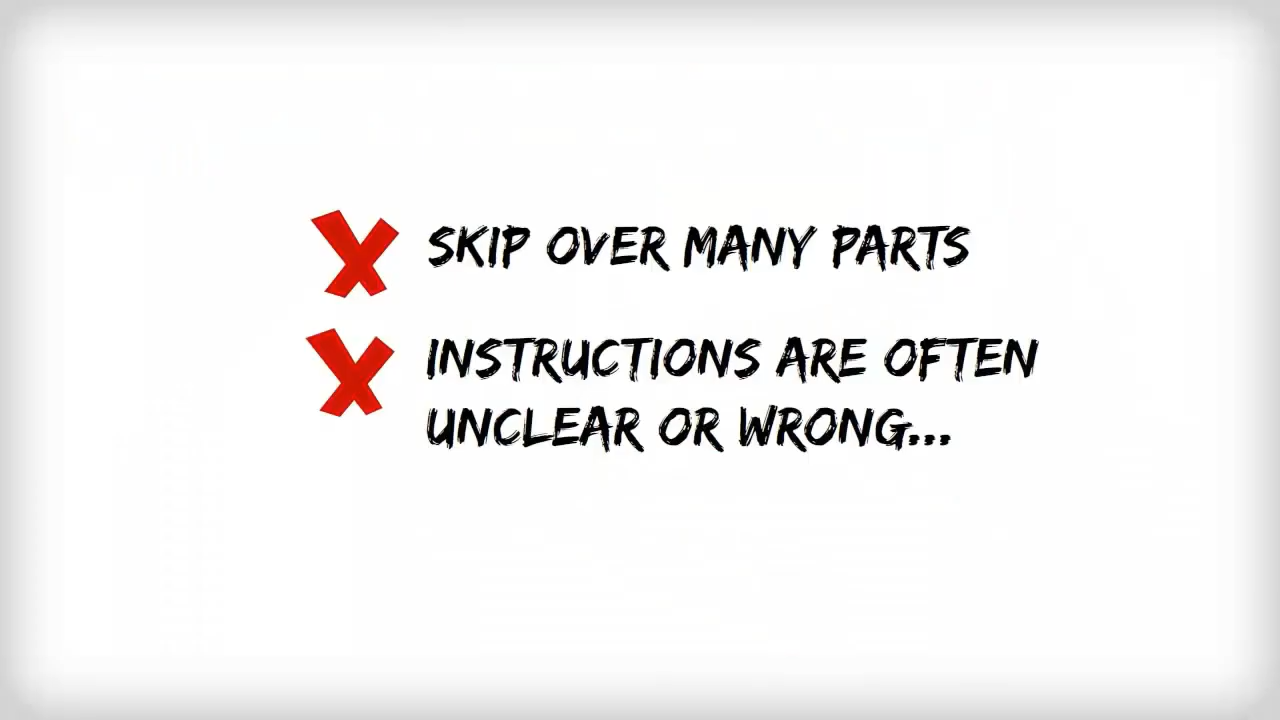 SKIP OVER MANY PARTS
INSTRUCTIONS ARE OFTEN
UNCLEAR OR WRONG...